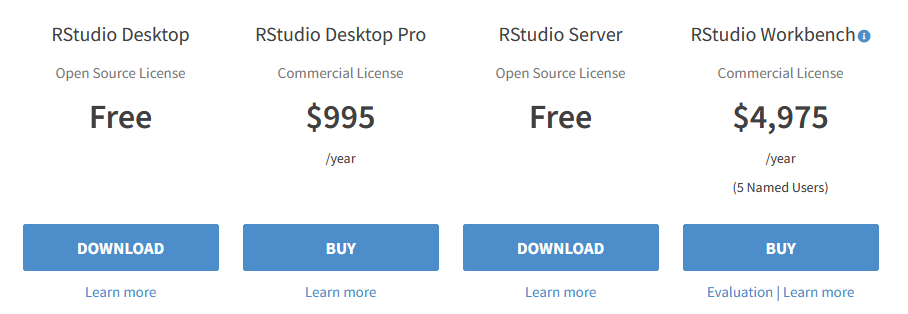 RStudio Desktop
Open Source License
Free
DOWNLOAD
Learn more
RStudio Desktop Pro
Commercial License
$995
/year
BUY
Learn more
RStudio Server
Open Source License
Free
DOWNLOAD
Learn more
RStudio Workbench i
Commercial License
$4,975
/year
(5 Named Users)
BUY
Evaluation | Learn more